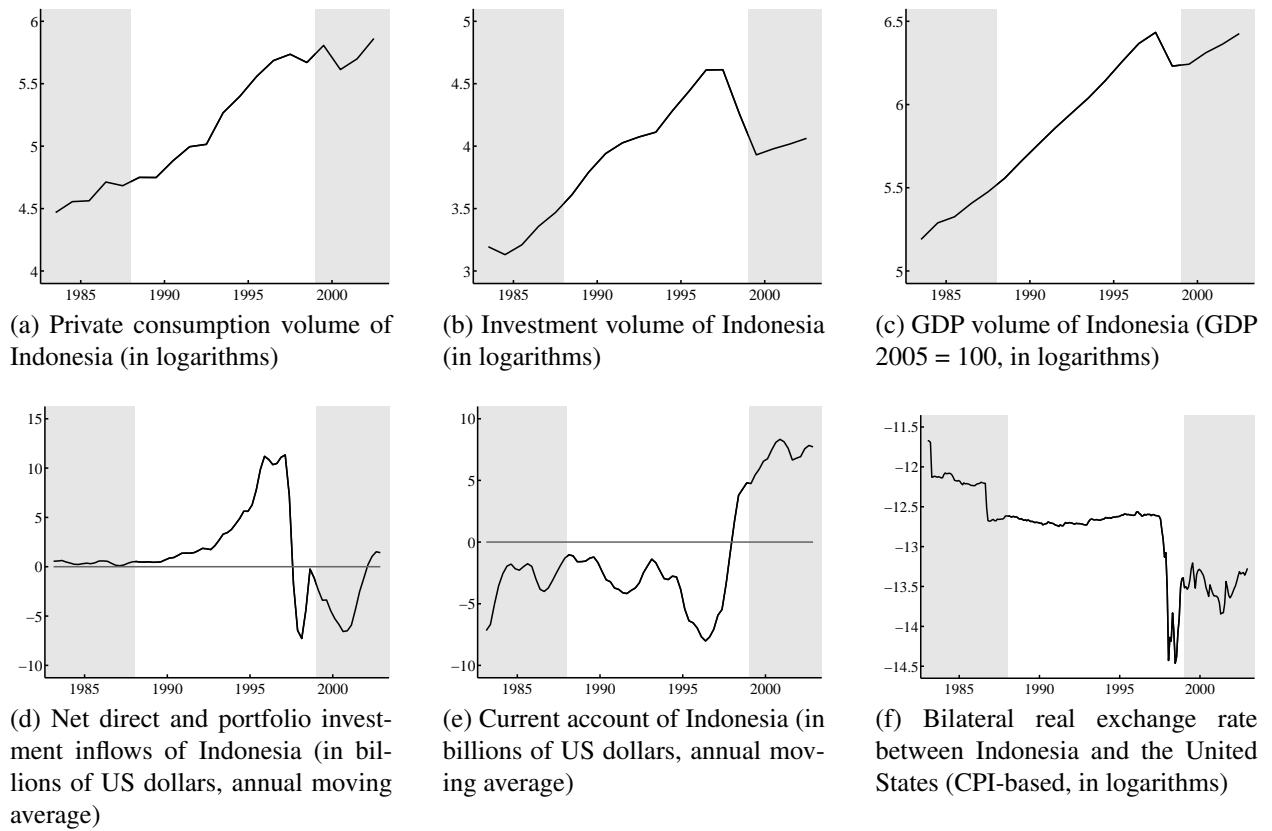 6
5.5
5
4.5
4
1985 1990 1995 2000
(a) Private consumption volume of
Indonesia (in logarithms)
5
4.5
4
3.5
3
1985 1990 1995 2000
(b) Investment volume of Indonesia
(in logarithms)
6.5
6
5.5
5
1985 1990 1995 2000
(c) GDP volume of Indonesia (GDP
2005 = 100, in logarithms)
15
10
5
0
−5
−10
1985 1990 1995 2000
(d) Net direct and portfolio invest-
ment inflows of Indonesia (in bil-
lions of US dollars, annual moving
average)
10
5
0
−5
−10
1985 1990 1995 2000
(e) Current account of Indonesia (in
billions of US dollars, annual mov-
ing average)
−11.5
−12
−12.5
−13
−13.5
−14
−14.5
1985 1990 1995 2000
(f) Bilateral real exchange rate
between Indonesia and the United
States (CPI-based, in logarithms)